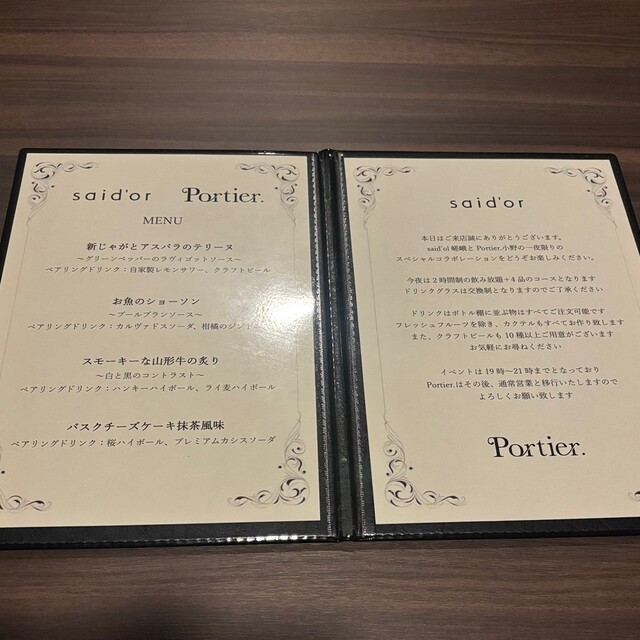 said'or Portier.
MENU
新じゃがとアスパラのテリーヌ
～グリーンペッパーのラヴィゴットソース～
ペアリングドリンク：自家製レモンサワー、クラフトビール
お魚のショーソン
～ブールブランソース～
ペアリングドリンク：カルヴァドスソーダ、柑橘のジント
スモーキーな山形牛の炙り
～白と黒のコントラスト～
ペアリングドリンク：ハンキーハイボール、ライ麦ハイボール
バスクチーズケーキ抹茶風味
ペアリングドリンク：桜ハイボール、プレミアムカシスソーダ
said'or
本日はご来店誠にありがとうございます。
said'or 嵯峨と Portier.小野の一夜限りの
スペシャルコラボレーションをどうぞお楽しみください。
今夜は２時間制の飲み放題+４品のコースとなります
ドリンクグラスは交換制となりますのでご了承ください
ドリンクはボトル棚に並ぶ物はすべてご注文可能です
フレッシュフルーツを除き、カクテルもすべてお作り致します
また、クラフトビールも 10 種以上ご用意がございます
お気軽にお尋ねください
イベントは 19 時～21 時までとなっており
Portier.はその後、通常営業と移行いたしますので
よろしくお願い致します
Portier.